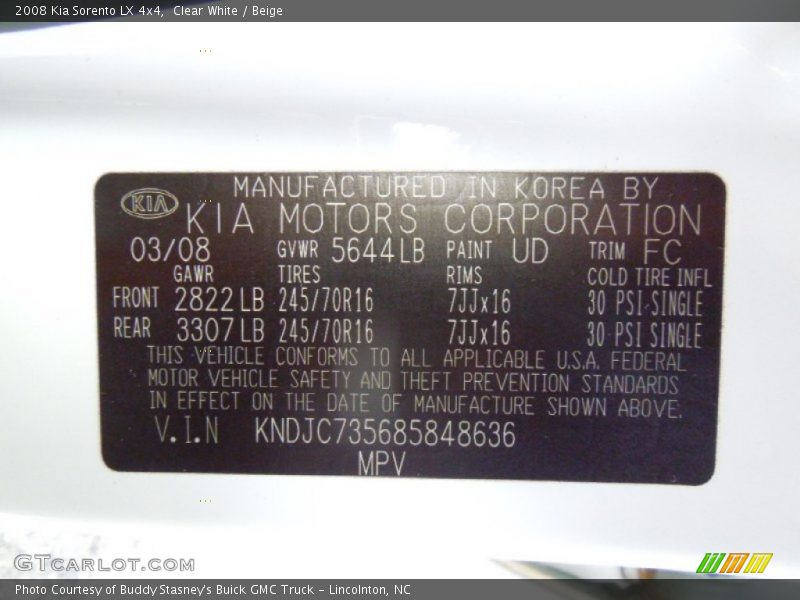 2008 Kia Sorento LX 4x4,  Clear White / Beige
MANUFACTURED IN KOREA BY
KIA KIA MOTORS CORPORATION
03/08 GVWR 5644LB PAINT UD TRIM FC
GAWR TIRES RIMS COLD TIRE INFL
FRONT 2822LB 245/70R16 7JJx16 30 PSI SINGLE
REAR 3307LB 245/70R16 7JJx16 30 PSI SINGLE
THIS VEHICLE CONFORMS TO ALL APPLICABLE U.S.A. FEDERAL
MOTOR VEHICLE SAFETY AND THEFT PREVENTION STANDARDS
IN EFFECT ON THE DATE OF MANUFACTURE SHOWN ABOVE.
V.I.N KNDJC735685848636
MPV
GTCARLOT.COM
Photo Courtesy of Buddy Stasney's Buick GMC Truck - Lincolnton, NC